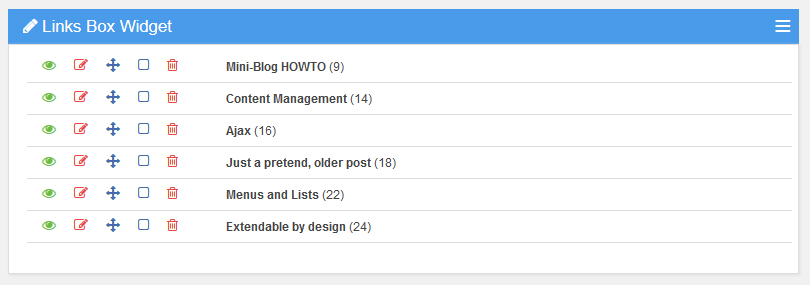 Links Box Widget
Mini-Blog HOWTO (9)
Content Management (14)
Ajax (16)
Just a pretend, older post (18)
Menus and Lists (22)
Extendable by design (24)